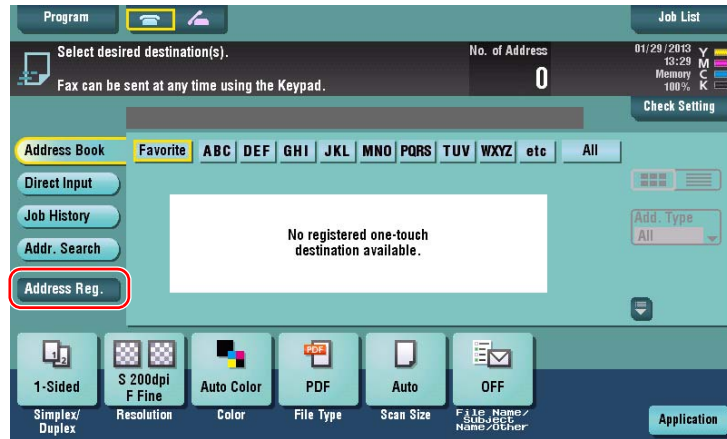 Program
Job List
Select desired destination(s).
No. of Address
01/29/2013
13:29
Memory
100%
Y
M
C
K
Fax can be sent at any time using the Keypad.
0
Check Setting
Address Book
Favorite ABC DEF GHI JKL MNO PQRS TUV WXYZ etc All
Direct Input
Job History
Addr. Search
Address Reg.
No registered one-touch
destination available.
Add. Type
All
1-Sided
S 200dpi
F Fine
Auto Color
PDF
PDF
Auto
OFF
Simplex/
Duplex
Resolution
Color
File Type
Scan Size
File Name/
Subject
Name/Other
Application